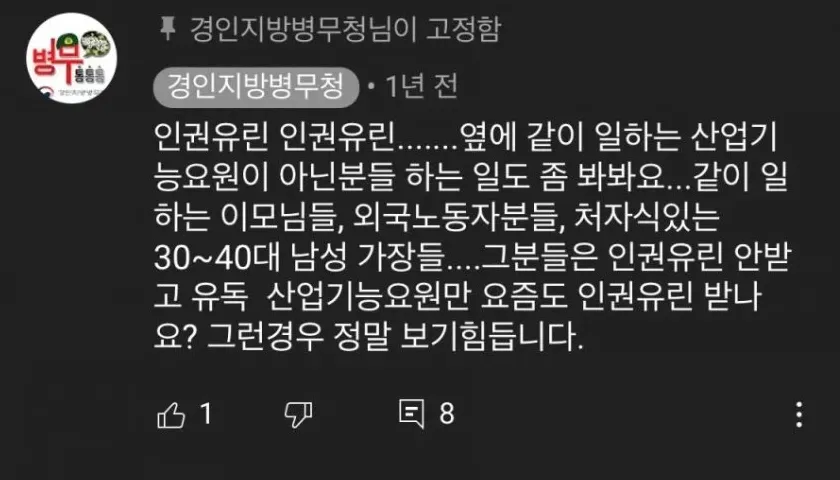 경인지방병무청님이 고정함
병무
톡톡톡
경인지방병무청 • 1년 전
인권유린 인권유린.......옆에 같이 일하는 산업기
능요원이 아닌분들 하는 일도 좀 봐봐요...같이 일
하는 이모님들, 외국노동자분들, 처자식있는
30~40대 남성 가장들....그분들은 인권유린 안받
고 유독 산업기능요원만 요즘도 인권유린 받나
요? 그런경우 정말 보기힘듭니다.
1 8